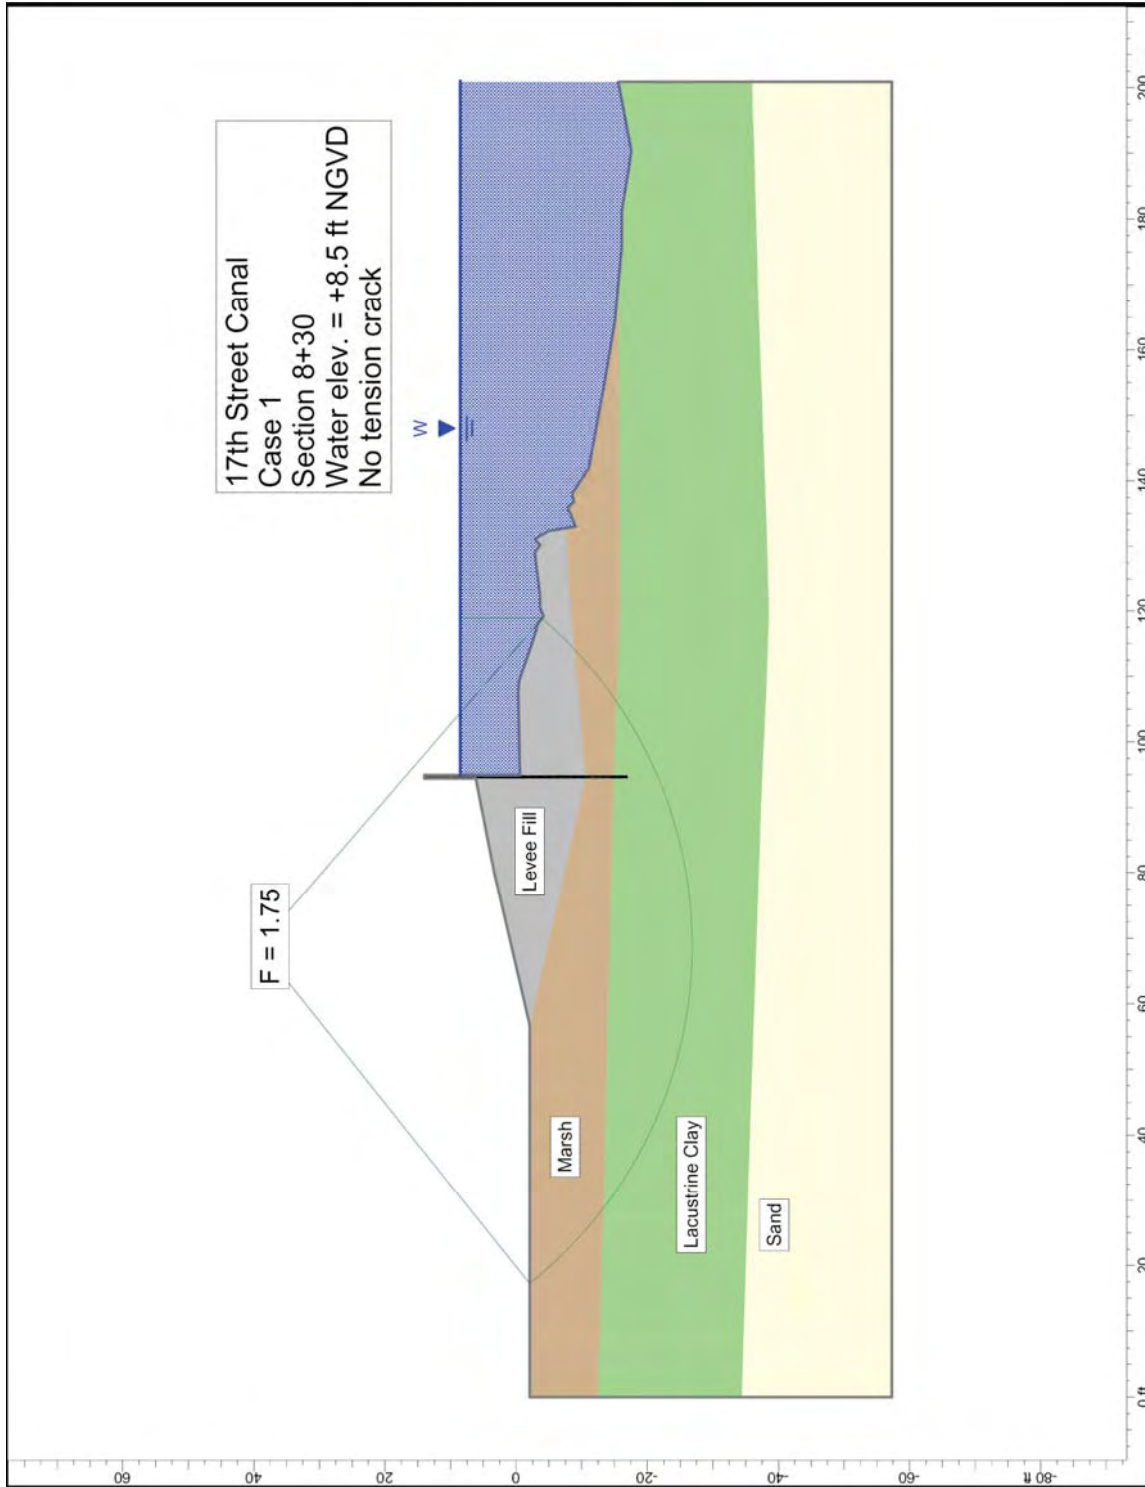 17th Street Canal
Case 1
Section 8+30
Water elev. = +8.5 ft NGVD
No tension crack
F = 1.75
W
Levee Fill
Marsh
Lacustrine Clay
Sand
60
40
20
0
-20
-40
-60
-80 ft
0 ft
20
40
60
80
100
120
140
160
180
200